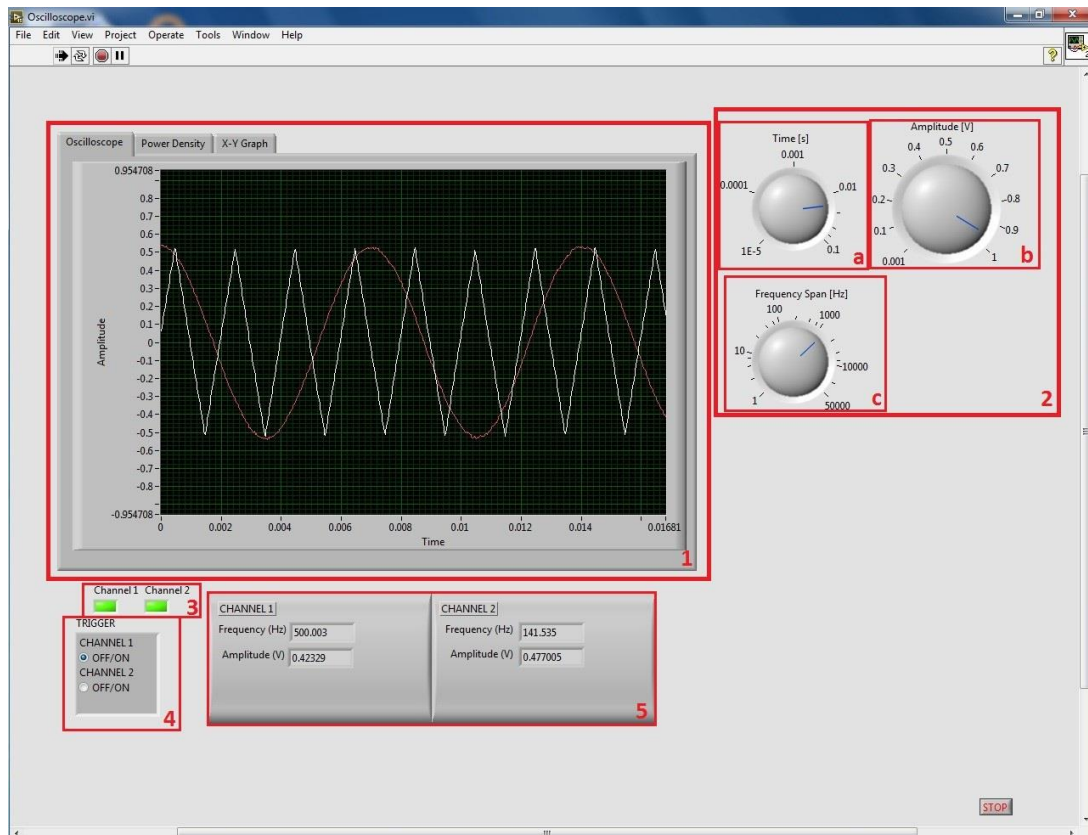 Oscilloscope.vi
File Edit View Project Operate Tools Window Help
Oscilloscope Power Density X-Y Graph
0.954708
0.8
0.7
0.6
0.5
0.4
0.3
0.2
0.1
0
-0.1
-0.2
-0.3
-0.4
-0.5
-0.6
-0.7
-0.8
-0.954708
Amplitude
0 0.002 0.004 0.006 0.008 0.01 0.012 0.014 0.01681
Time
1
Time [s]
0.001
0.0001 0.01
1E-5 0.1
a
Amplitude [V]
0.5
0.4 0.6
0.3 0.7
0.2 0.8
0.1 0.9
0.001 1
b
Frequency Span [Hz]
100 1000
10 10000
1 50000
c
2
Channel 1 Channel 2
3
TRIGGER
CHANNEL 1
OFF/ON
CHANNEL 2
OFF/ON
4
CHANNEL 1
Frequency (Hz) 500.003
Amplitude (V) 0.42329
CHANNEL 2
Frequency (Hz) 141.535
Amplitude (V) 0.477005
5
STOP